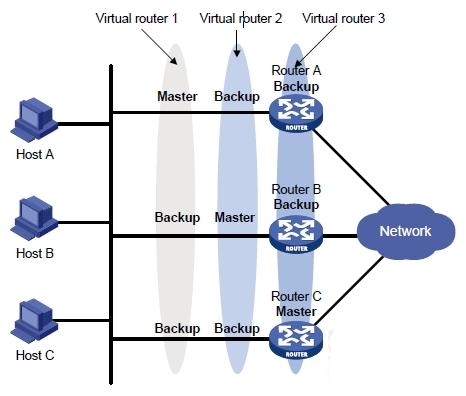 Virtual router 1
Virtual router 2
Virtual router 3
Router A
Master
Backup
Backup
ROUTER
Host A
Router B
Backup
Backup
Master
ROUTER
Network
Host B
Router C
Master
Backup
Backup
ROUTER
Host C